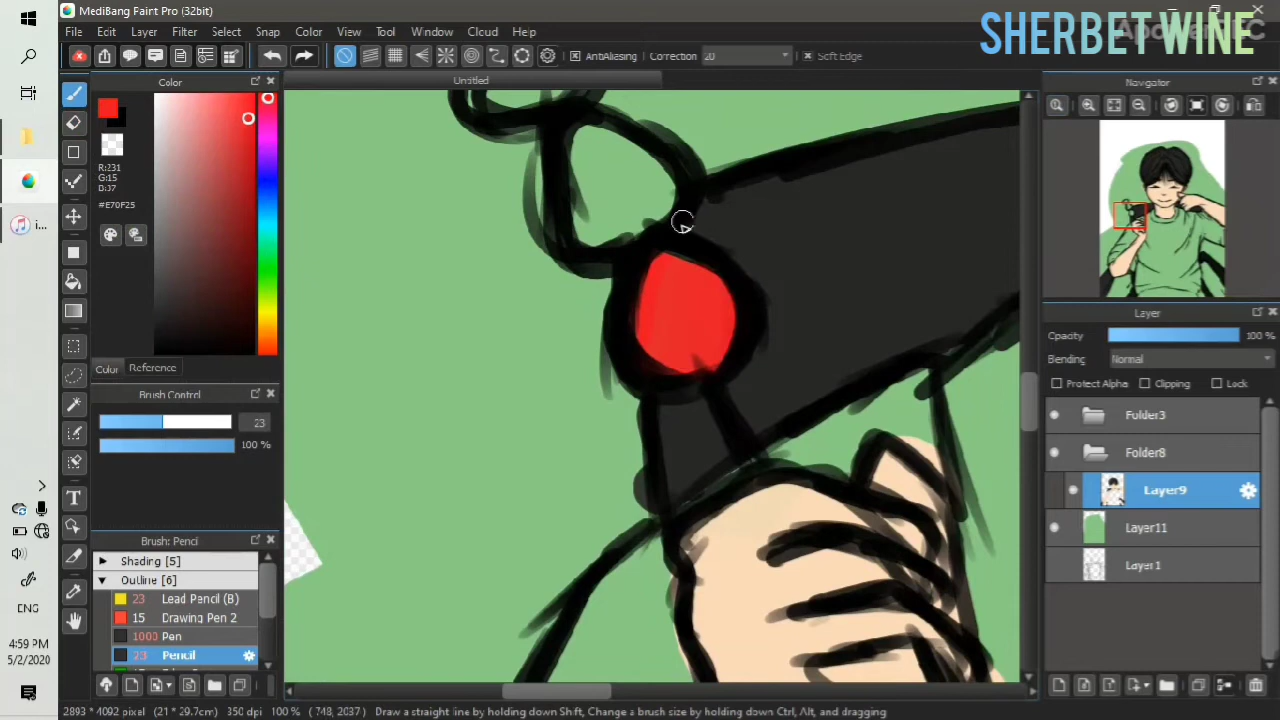 MediBang Paint Pro (32bit)
SHERBET WINE
File Edit Layer Filter Select Snap Color View Tool Window Cloud Help
AntiAliasing Correction 20 Soft Edge
Color
Untitled
Navigator
R:231
G:15
B:37
#E70F25
Color Reference
Brush Control
23
100 %
Layer
Opacity 100 %
Bending Normal
Protect Alpha Clipping Lock
Folder3
Folder8
Layer9
Layer11
Layer1
Brush: Pencil
Shading [5]
Outline [6]
23 Lead Pencil (B)
15 Drawing Pen 2
1000 Pen
23 Pencil
T
i...
ENG
4:59 PM
5/2/2020
2893 * 4092 pixel (21 * 29.7cm) 350 dpi 100 % ( 748, 2037 ) Draw a straight line by holding down Shift, Change a brush size by holding down Ctrl, Alt, and dragging